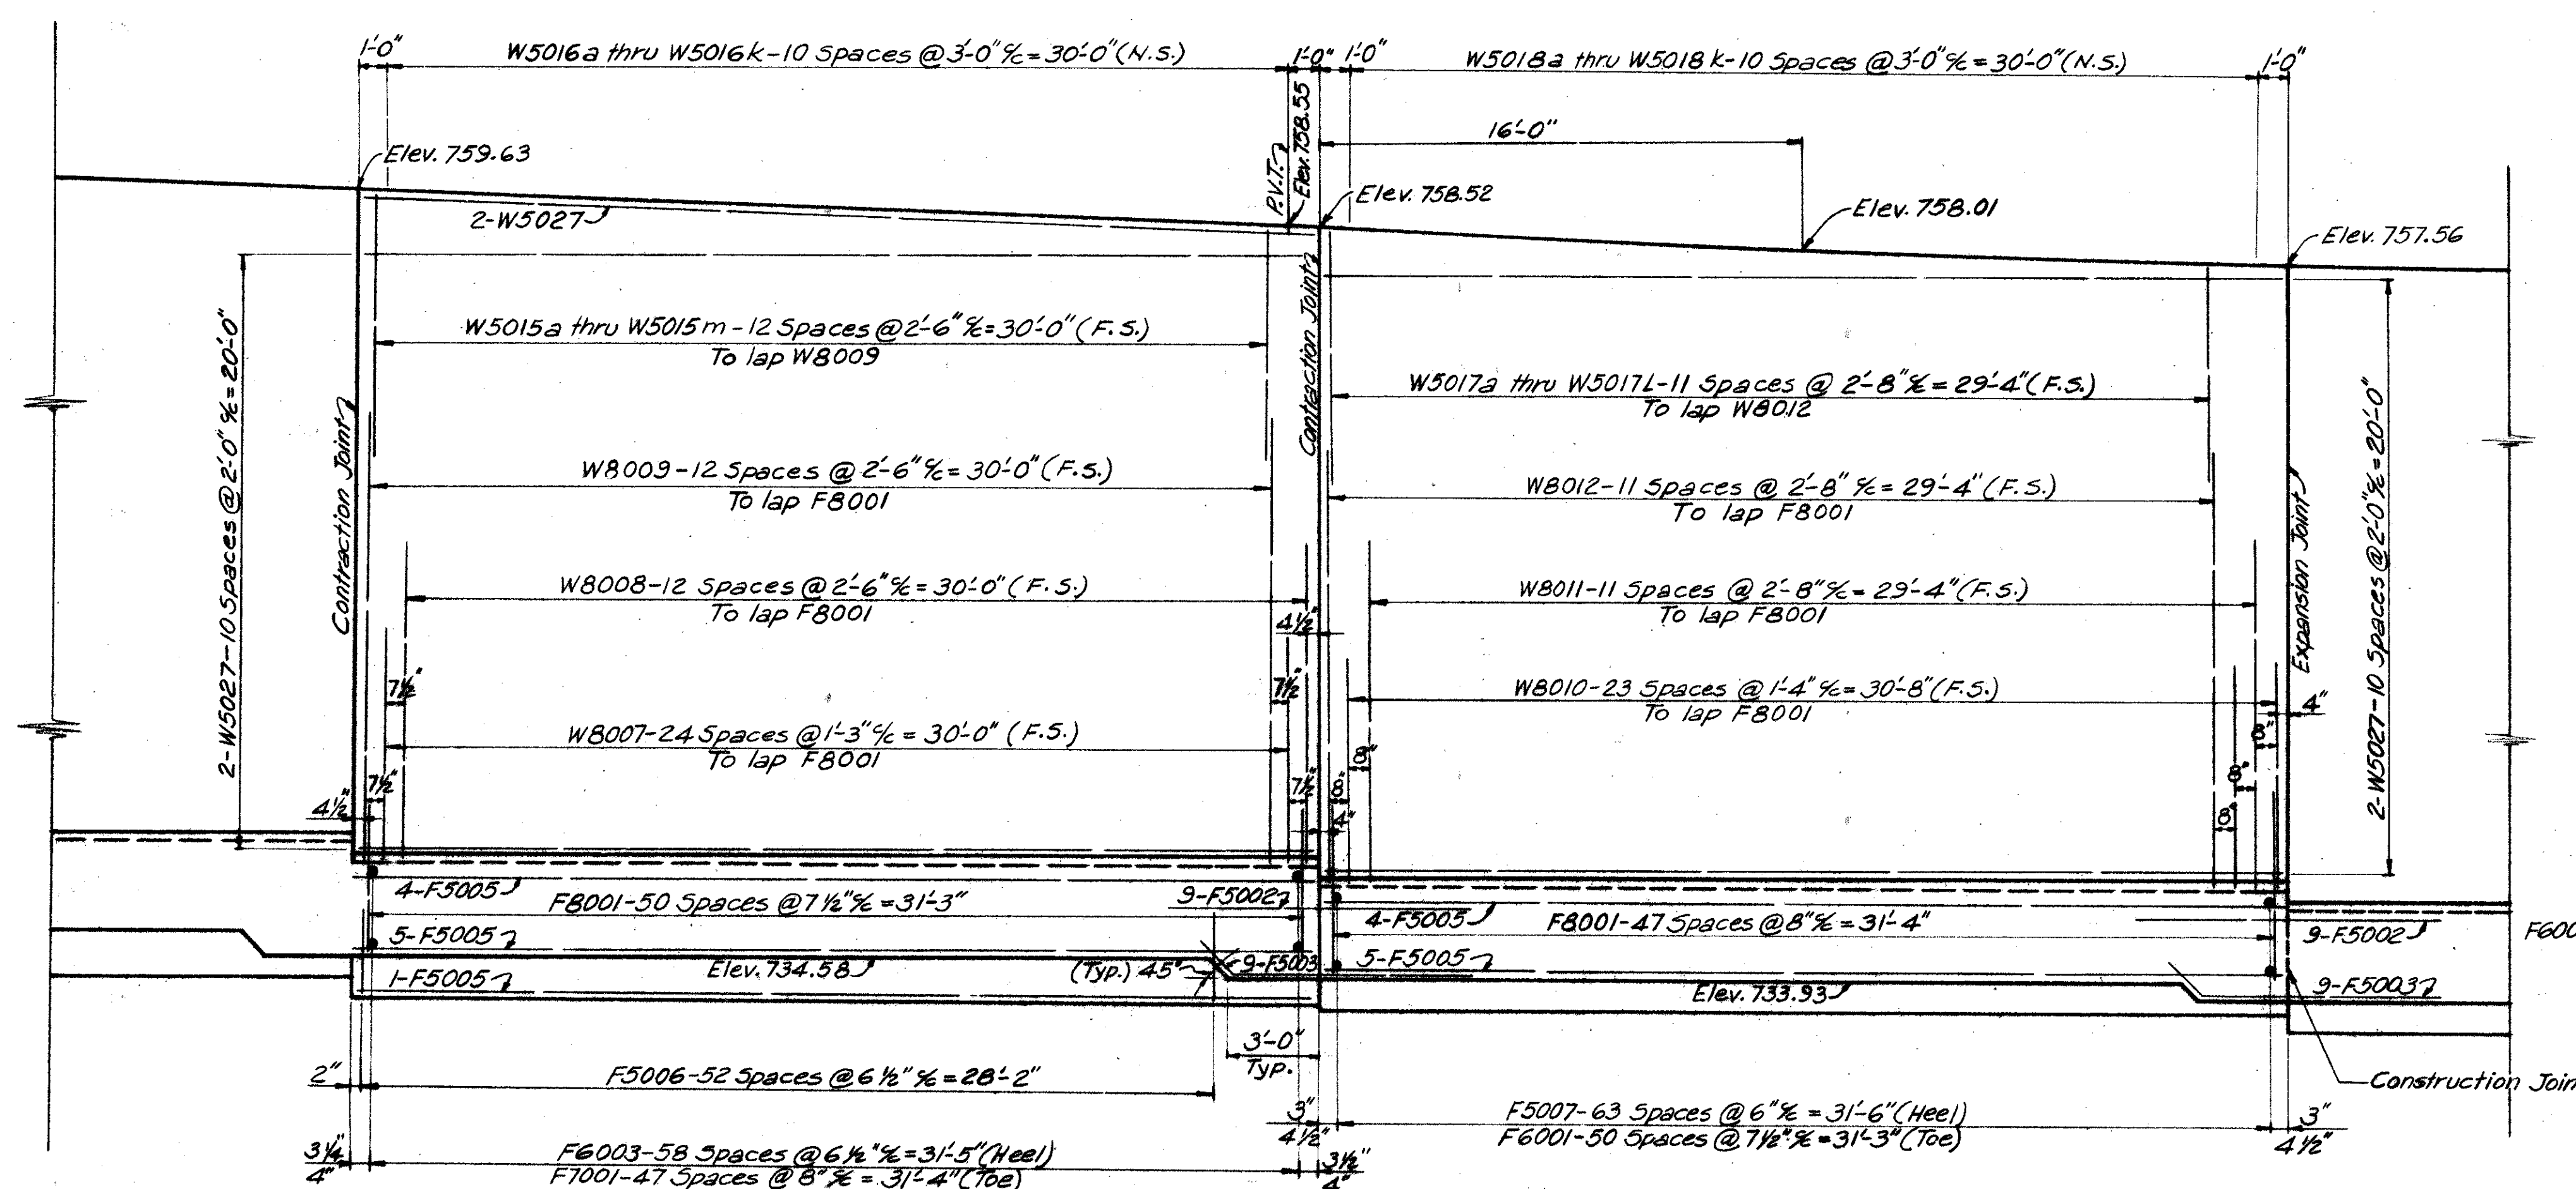 1'-0"
W5016a thru W5016k-10 Spaces @ 3'-0" ℄ = 30'-0" (N.S.)
1'-0"
1'-0"
W5018a thru W5018k-10 Spaces @ 3'-0" ℄ = 30'-0" (N.S.)
1'-0"
P.V.T.
Elev. 758.55
16'-0"
Elev. 759.63
Elev. 758.52
Elev. 758.01
Elev. 757.56
2-W5027
2-W5027-10 Spaces @ 2'-0" ℄ = 20'-0"
Contraction Joint
W5015a thru W5015m-12 Spaces @ 2'-6" ℄ = 30'-0" (F.S.)
To lap W8009
Contraction Joint
W5017a thru W5017L-11 Spaces @ 2'-8" ℄ = 29'-4" (F.S.)
To lap W8012
W8009-12 Spaces @ 2'-6" ℄ = 30'-0" (F.S.)
To lap F8001
W8012-11 Spaces @ 2'-8" ℄ = 29'-4" (F.S.)
To lap F8001
Expansion Joint
2-W5027-10 Spaces @ 2'-0" ℄ = 20'-0"
W8008-12 Spaces @ 2'-6" ℄ = 30'-0" (F.S.)
To lap F8001
4½"
W8011-11 Spaces @ 2'-8" ℄ = 29'-4" (F.S.)
To lap F8001
7½"
7½"
W8010-23 Spaces @ 1'-4" ℄ = 30'-8" (F.S.)
To lap F8001
4"
W8007-24 Spaces @ 1'-3" ℄ = 30'-0" (F.S.)
To lap F8001
8"
8"
7½"
7½"
8"
8"
4½"
4"
8"
4-F5005
F8001-50 Spaces @ 7½" ℄ = 31'-3"
9-F5002
4-F5005
F8001-47 Spaces @ 8" ℄ = 31'-4"
9-F5002
F600
5-F5005
1-F5005
Elev. 734.58
(Typ.) 45°
9-F5003
5-F5005
Elev. 733.93
9-F5003
3'-0"
Typ.
2"
F5006-52 Spaces @ 6½" ℄ = 28'-2"
Construction Join
3"
4½"
F5007-63 Spaces @ 6" ℄ = 31'-6" (Heel)
F6001-50 Spaces @ 7½" ℄ = 31'-3" (Toe)
3"
4½"
3¼"
4"
F6003-58 Spaces @ 6½" ℄ = 31'-5" (Heel)
F7001-47 Spaces @ 8" ℄ = 31'-4" (Toe)
3½"
4"